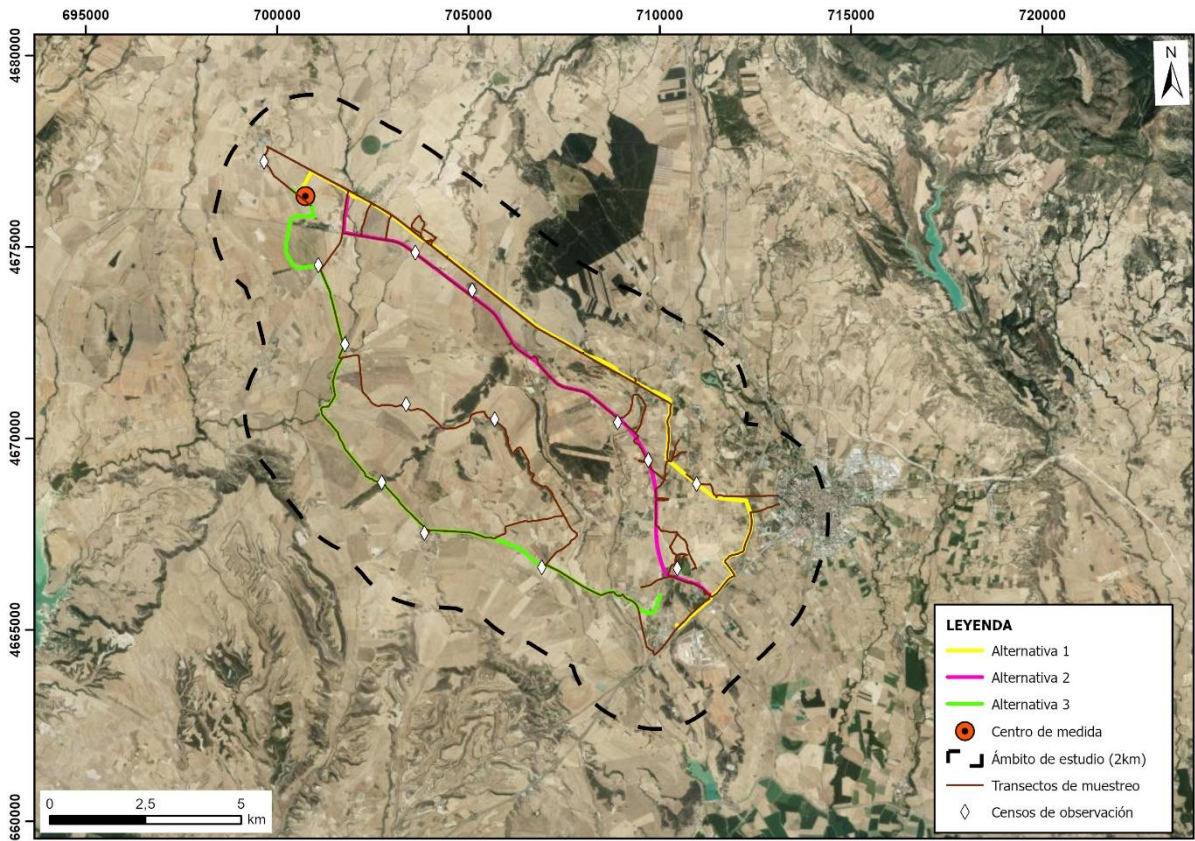 695000 700000 705000 710000 715000 720000
N
4680000
4675000
4670000
4665000
660000
LEYENDA
Alternativa 1
Alternativa 2
Alternativa 3
Centro de medida
Ámbito de estudio (2km)
Transectos de muestreo
Censos de observación
0 2,5 5
km